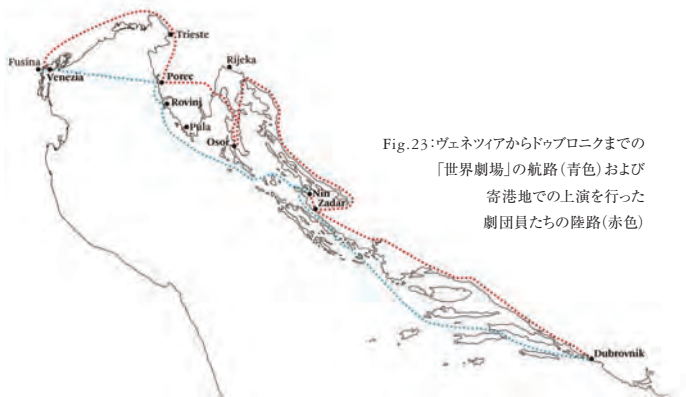 Trieste
Rijeka
Fusina
Venezia
Porec
Rovinj
Pula
Osor
Nin
Zadar
Dubrovnik
Fig.23:ヴェネツィアからドゥブロニクまでの
「世界劇場」の航路(青色)および
寄港地での上演を行った
劇団員たちの陸路(赤色)